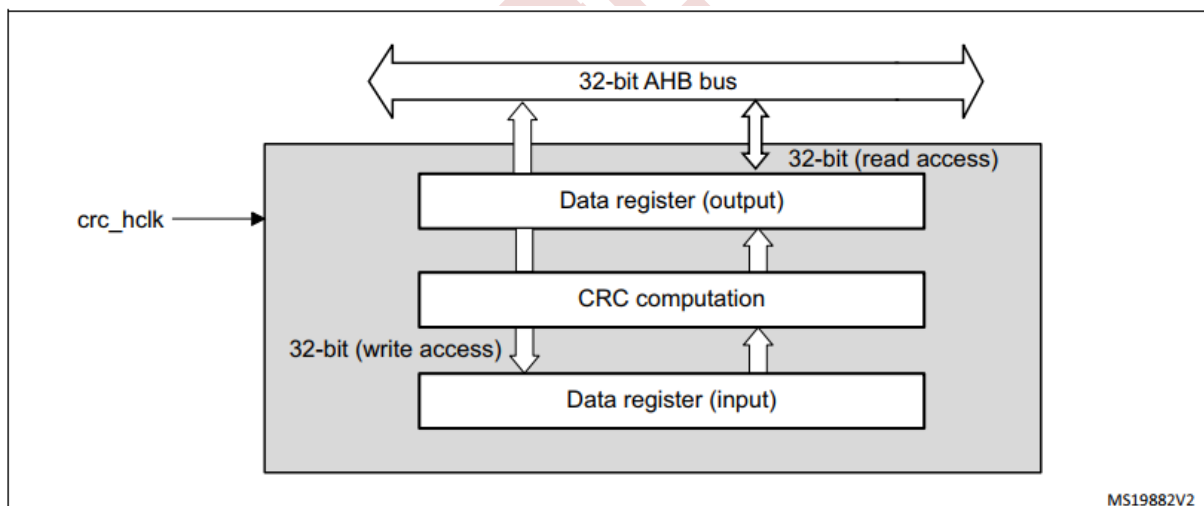 32-bit AHB bus
32-bit (read access)
Data register (output)
crc_hclk
CRC computation
32-bit (write access)
Data register (input)
MS19882V2